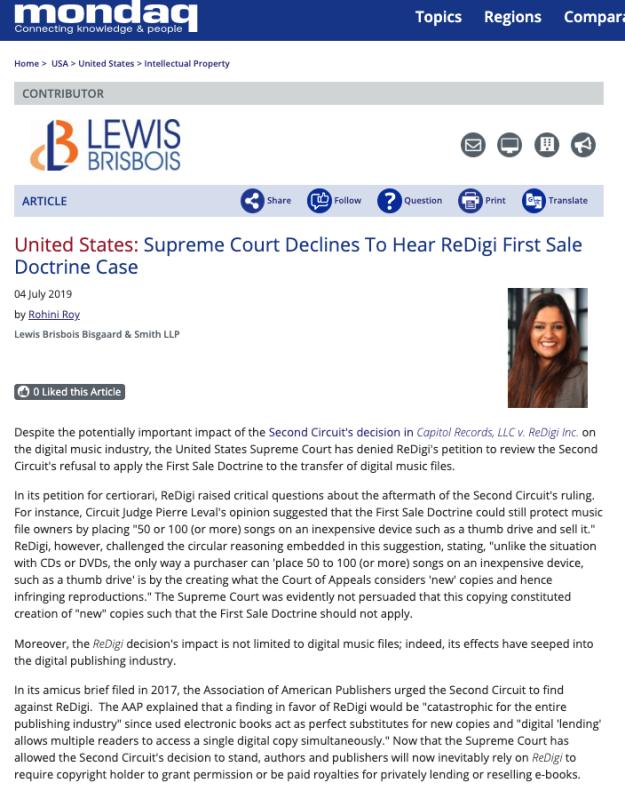 mondaq
Connecting knowledge & people
Topics Regions Compara
Home > USA > United States > Intellectual Property
CONTRIBUTOR
LEWIS
BRISBOIS
ARTICLE Share Follow Question Print Translate
United States: Supreme Court Declines To Hear ReDigi First Sale
Doctrine Case
04 July 2019
by Rohini Roy
Lewis Brisbois Bisgaard & Smith LLP
0 Liked this Article
Despite the potentially important impact of the Second Circuit's decision in Capitol Records, LLC v. ReDigi Inc. on
the digital music industry, the United States Supreme Court has denied ReDigi's petition to review the Second
Circuit's refusal to apply the First Sale Doctrine to the transfer of digital music files.
In its petition for certiorari, ReDigi raised critical questions about the aftermath of the Second Circuit's ruling.
For instance, Circuit Judge Pierre Leval's opinion suggested that the First Sale Doctrine could still protect music
file owners by placing "50 or 100 (or more) songs on an inexpensive device such as a thumb drive and sell it."
ReDigi, however, challenged the circular reasoning embedded in this suggestion, stating, "unlike the situation
with CDs or DVDs, the only way a purchaser can 'place 50 to 100 (or more) songs on an inexpensive device,
such as a thumb drive' is by the creating what the Court of Appeals considers 'new' copies and hence
infringing reproductions." The Supreme Court was evidently not persuaded that this copying constituted
creation of "new" copies such that the First Sale Doctrine should not apply.
Moreover, the ReDigi decision's impact is not limited to digital music files; indeed, its effects have seeped into
the digital publishing industry.
In its amicus brief filed in 2017, the Association of American Publishers urged the Second Circuit to find
against ReDigi. The AAP explained that a finding in favor of ReDigi would be "catastrophic for the entire
publishing industry" since used electronic books act as perfect substitutes for new copies and "digital 'lending'
allows multiple readers to access a single digital copy simultaneously." Now that the Supreme Court has
allowed the Second Circuit's decision to stand, authors and publishers will now inevitably rely on ReDigi to
require copyright holder to grant permission or be paid royalties for privately lending or reselling e-books.